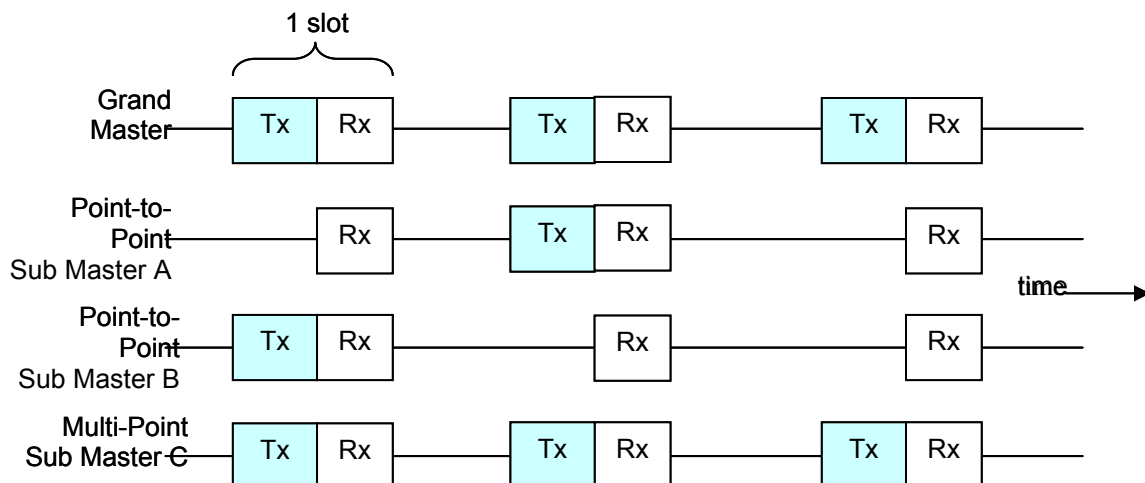 1 slot
Grand
Master
Tx Rx Tx Rx Tx Rx
Point-to-
Point
Sub Master A
Rx Tx Rx Rx
time
Point-to-
Point
Sub Master B
Tx Rx Rx Rx
Multi-Point
Sub Master C
Tx Rx Tx Rx Tx Rx